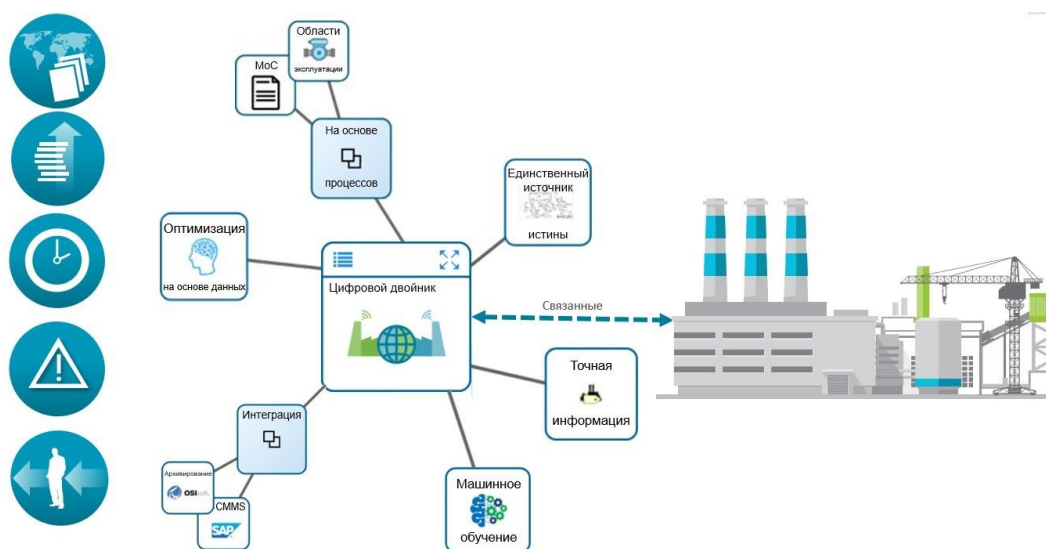 Области
эксплуатации
MoC
На основе
процессов
Единственный
источник
истины
Оптимизация
на основе данных
Цифровой двойник
Связанные
Точная
информация
Интеграция
Архивирование
OSIsoft.
CMMS
SAP
Машинное
обучение